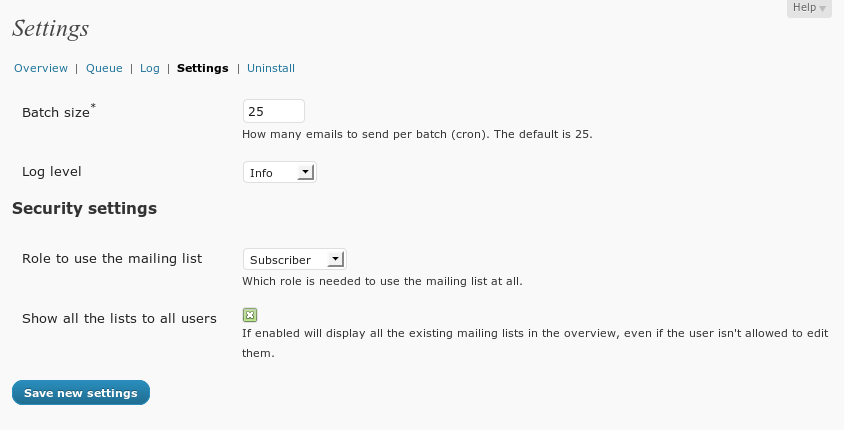 Help
Settings
Overview | Queue | Log | Settings | Uninstall
Batch size* 25
How many emails to send per batch (cron). The default is 25.
Log level Info
Security settings
Role to use the mailing list Subscriber
Which role is needed to use the mailing list at all.
Show all the lists to all users
If enabled will display all the existing mailing lists in the overview, even if the user isn't allowed to edit
them.
Save new settings